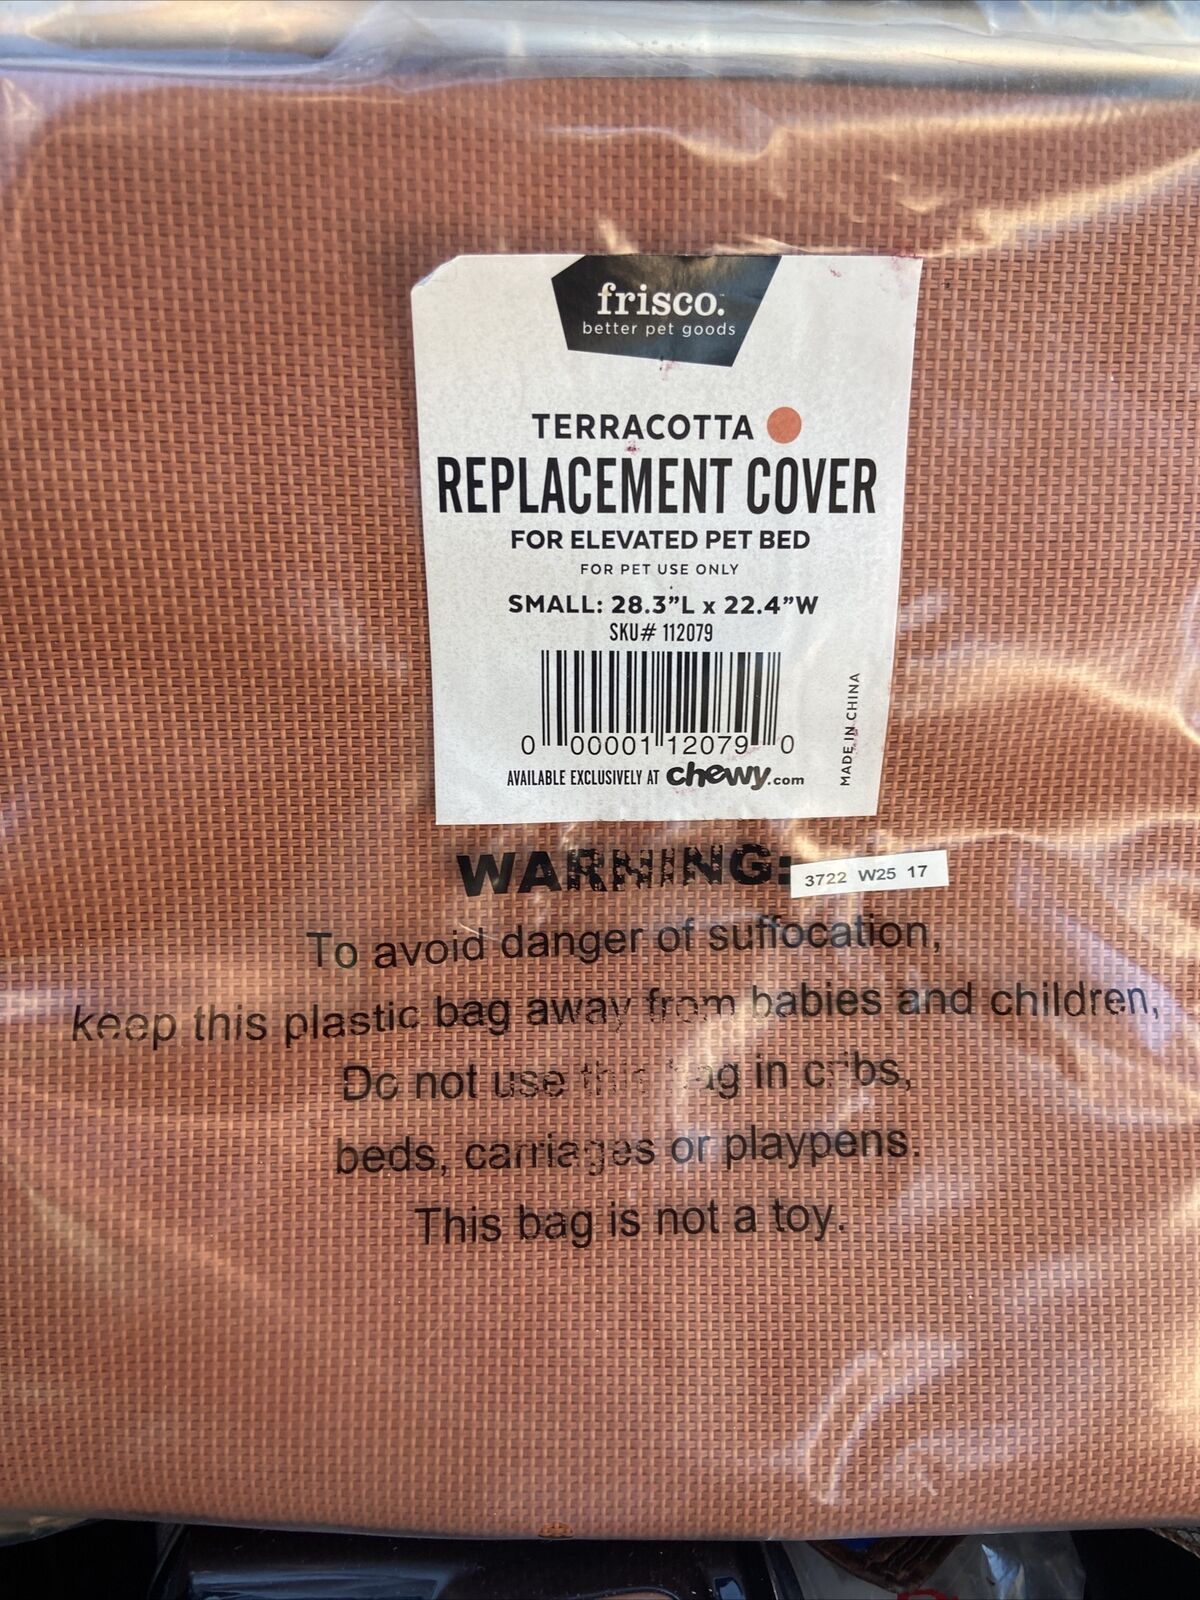 frisco.
better pet goods
TERRACOTTA
REPLACEMENT COVER
FOR ELEVATED PET BED
FOR PET USE ONLY
SMALL: 28.3”L x 22.4”W
SKU# 112079
0 00001 12079 0
MADE IN CHINA
AVAILABLE EXCLUSIVELY AT chewy.com
WARNING:
3722 W25 17
To avoid danger of suffocation,
keep this plastic bag away from babies and children,
Do not use this bag in cribs,
beds, carriages or playpens.
This bag is not a toy.